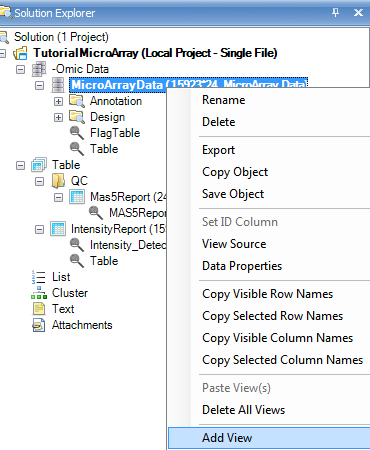 Solution Explorer
Solution (1 Project)
TutorialMicroArray (Local Project - Single File)
-Omic Data
MicroArrayData (15923*24, MicroArray Data)
Annotation
Design
FlagTable
Table
Table
QC
Mas5Report (24
MAS5Repor
IntensityReport (15
Intensity_Detec
Table
List
Cluster
Text
Attachments
Rename
Delete
Export
Copy Object
Save Object
Set ID Column
View Source
Data Properties
Copy Visible Row Names
Copy Selected Row Names
Copy Visible Column Names
Copy Selected Column Names
Paste View(s)
Delete All Views
Add View